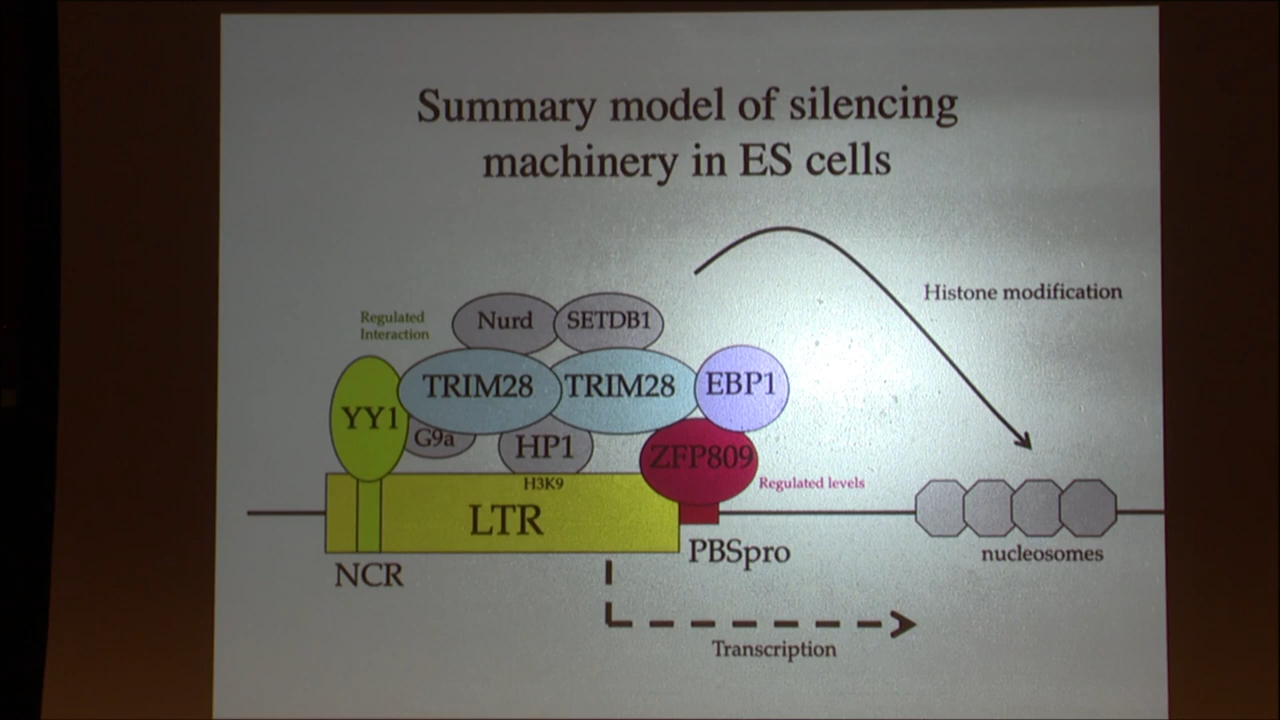 Summary model of silencing
machinery in ES cells
Histone modification
Regulated
Interaction
Nurd
SETDB1
TRIM28
TRIM28
EBP1
YY1
G9a
HP1
ZFP809
H3K9
Regulated levels
LTR
PBSpro
nucleosomes
NCR
Transcription